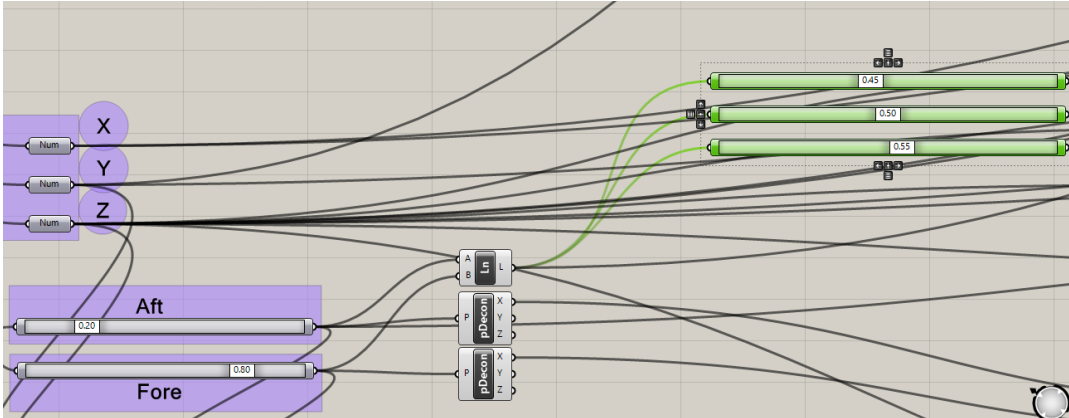 0.45
0.50
0.55
X
Num
Y
Num
Z
Num
A
B
Ln
L
Aft
0.20
P
pDecon
X
Y
Z
0.80
Fore
P
pDecon
X
Y
Z